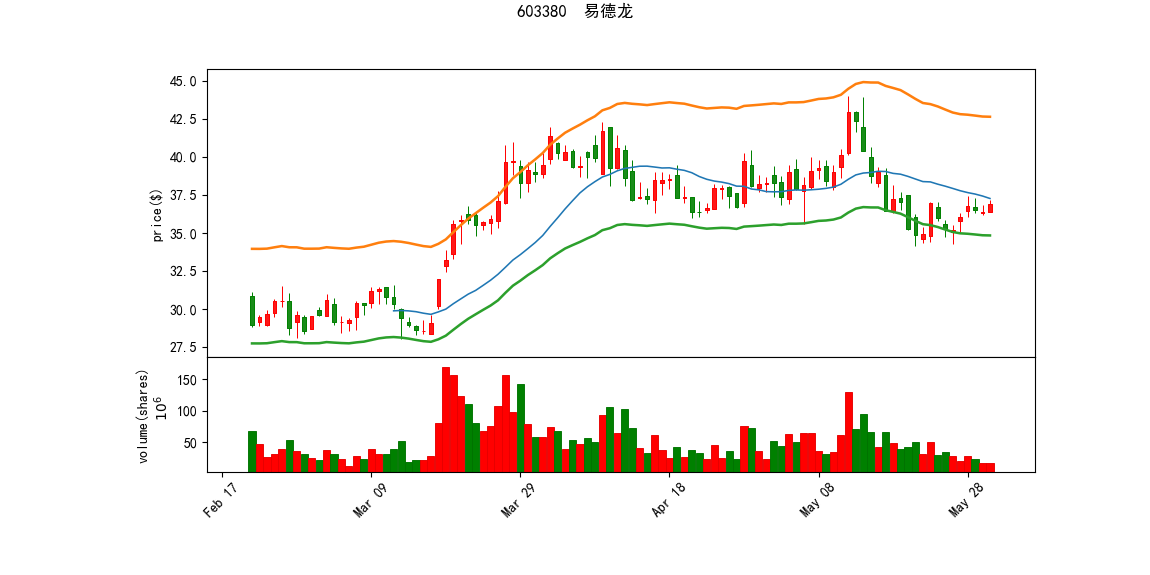 603380 易德龙
price($)
45.0
42.5
40.0
37.5
35.0
32.5
30.0
27.5
volume(shares)
10^6
150
100
50
Feb 17
Mar 09
Mar 29
Apr 18
May 08
May 28